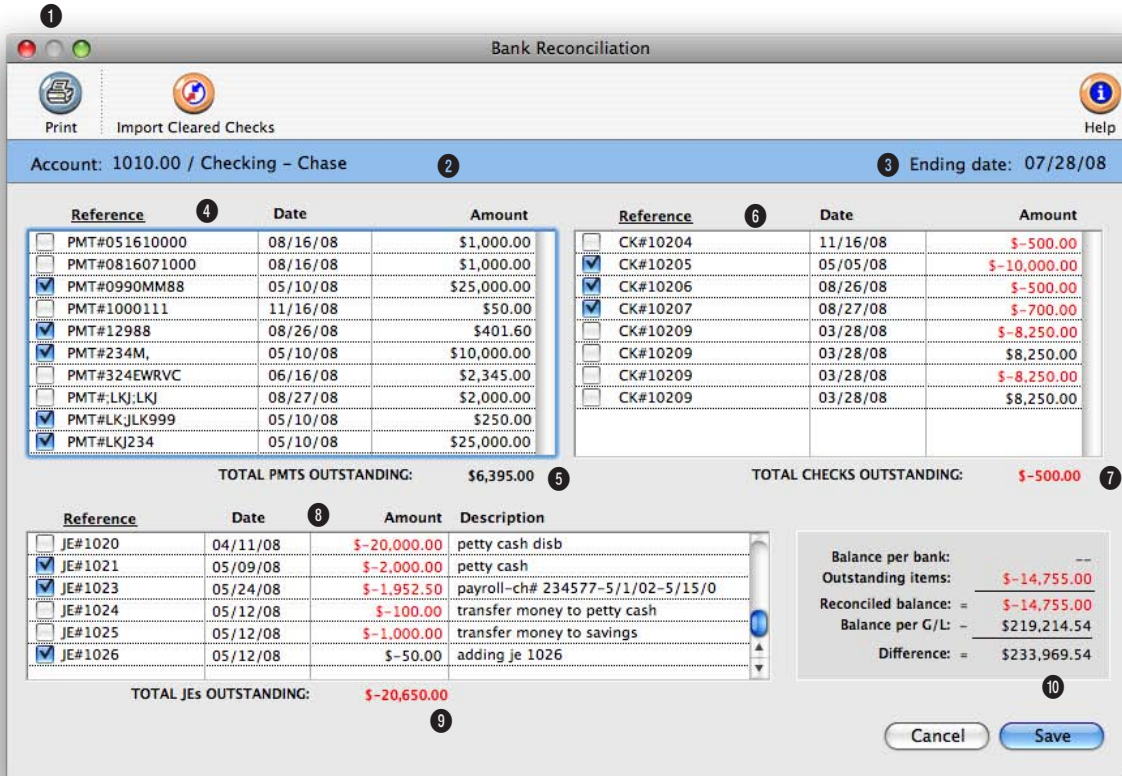 1
Bank Reconciliation
Print
Import Cleared Checks
Help
Account: 1010.00 / Checking – Chase
2
3
Ending date: 07/28/08
Reference 4 Date Amount
PMT#051610000 08/16/08 $1,000.00
PMT#0816071000 08/16/08 $1,000.00
PMT#0990MM88 05/10/08 $25,000.00
PMT#1000111 11/16/08 $50.00
PMT#12988 08/26/08 $401.60
PMT#234M, 05/10/08 $10,000.00
PMT#324EWRVC 06/16/08 $2,345.00
PMT#;LKJ;LKJ 08/27/08 $2,000.00
PMT#LK;JLK999 05/10/08 $250.00
PMT#LKJ234 05/10/08 $25,000.00
TOTAL PMTS OUTSTANDING: $6,395.00 5
Reference 6 Date Amount
CK#10204 11/16/08 $-500.00
CK#10205 05/05/08 $-10,000.00
CK#10206 08/26/08 $-500.00
CK#10207 08/27/08 $-700.00
CK#10209 03/28/08 $-8,250.00
CK#10209 03/28/08 $8,250.00
CK#10209 03/28/08 $-8,250.00
CK#10209 03/28/08 $8,250.00
TOTAL CHECKS OUTSTANDING: $-500.00 7
Reference Date 8 Amount Description
JE#1020 04/11/08 $-20,000.00 petty cash disb
JE#1021 05/09/08 $-2,000.00 petty cash
JE#1023 05/24/08 $-1,952.50 payroll-ch# 234577-5/1/02-5/15/0
JE#1024 05/12/08 $-100.00 transfer money to petty cash
JE#1025 05/12/08 $-1,000.00 transfer money to savings
JE#1026 05/12/08 $-50.00 adding je 1026
TOTAL JEs OUTSTANDING: $-20,650.00
9
Balance per bank: --
Outstanding items: $-14,755.00
Reconciled balance: = $-14,755.00
Balance per G/L: – $219,214.54
Difference: = $233,969.54
10
Cancel
Save